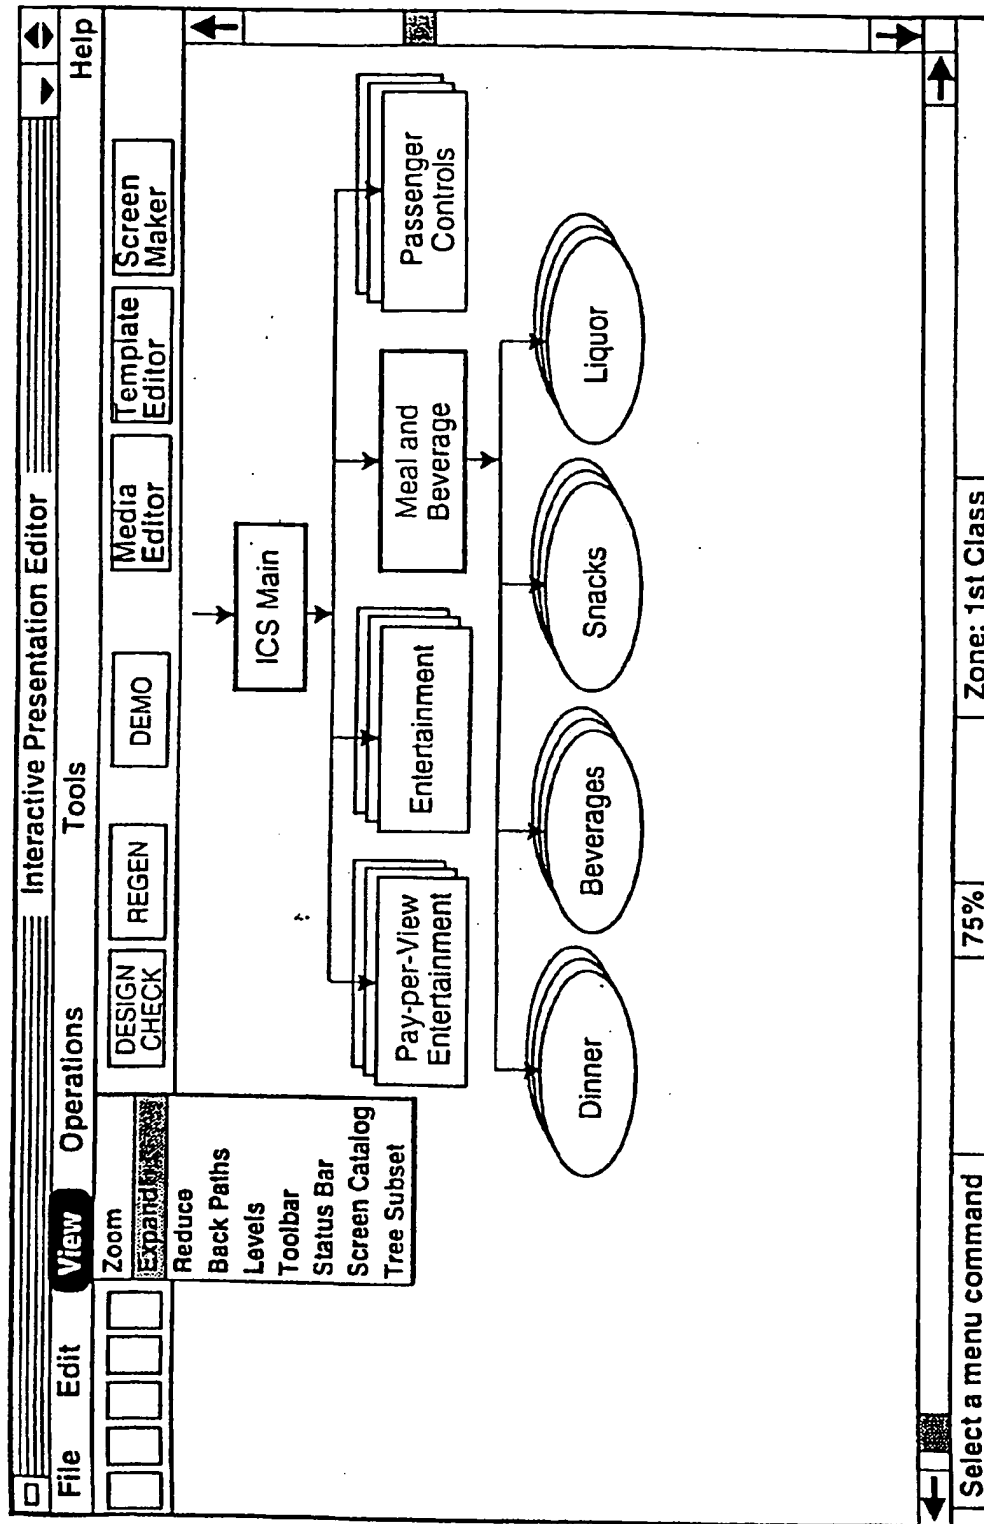 Interactive Presentation Editor
File Edit View Operations Tools Help
Zoom
Expand
Reduce
Back Paths
Levels
Toolbar
Status Bar
Screen Catalog
Tree Subset
DESIGN
CHECK
REGEN
DEMO
Media
Editor
Template
Editor
Screen
Maker
ICS Main
Pay-per-View
Entertainment
Entertainment
Meal and
Beverage
Passenger
Controls
Dinner
Beverages
Snacks
Liquor
Select a menu command
75%
Zone: 1st Class